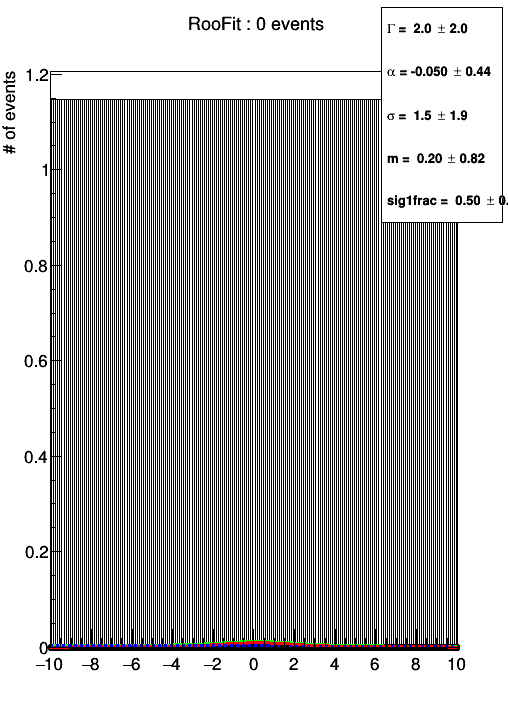 RooFit : 0 events
Γ = 2.0 ± 2.0
α = -0.050 ± 0.44
σ = 1.5 ± 1.9
m = 0.20 ± 0.82
sig1frac = 0.50 ± 0.
# of events
1.2
1
0.8
0.6
0.4
0.2
0
−10 −8 −6 −4 −2 0 2 4 6 8 10